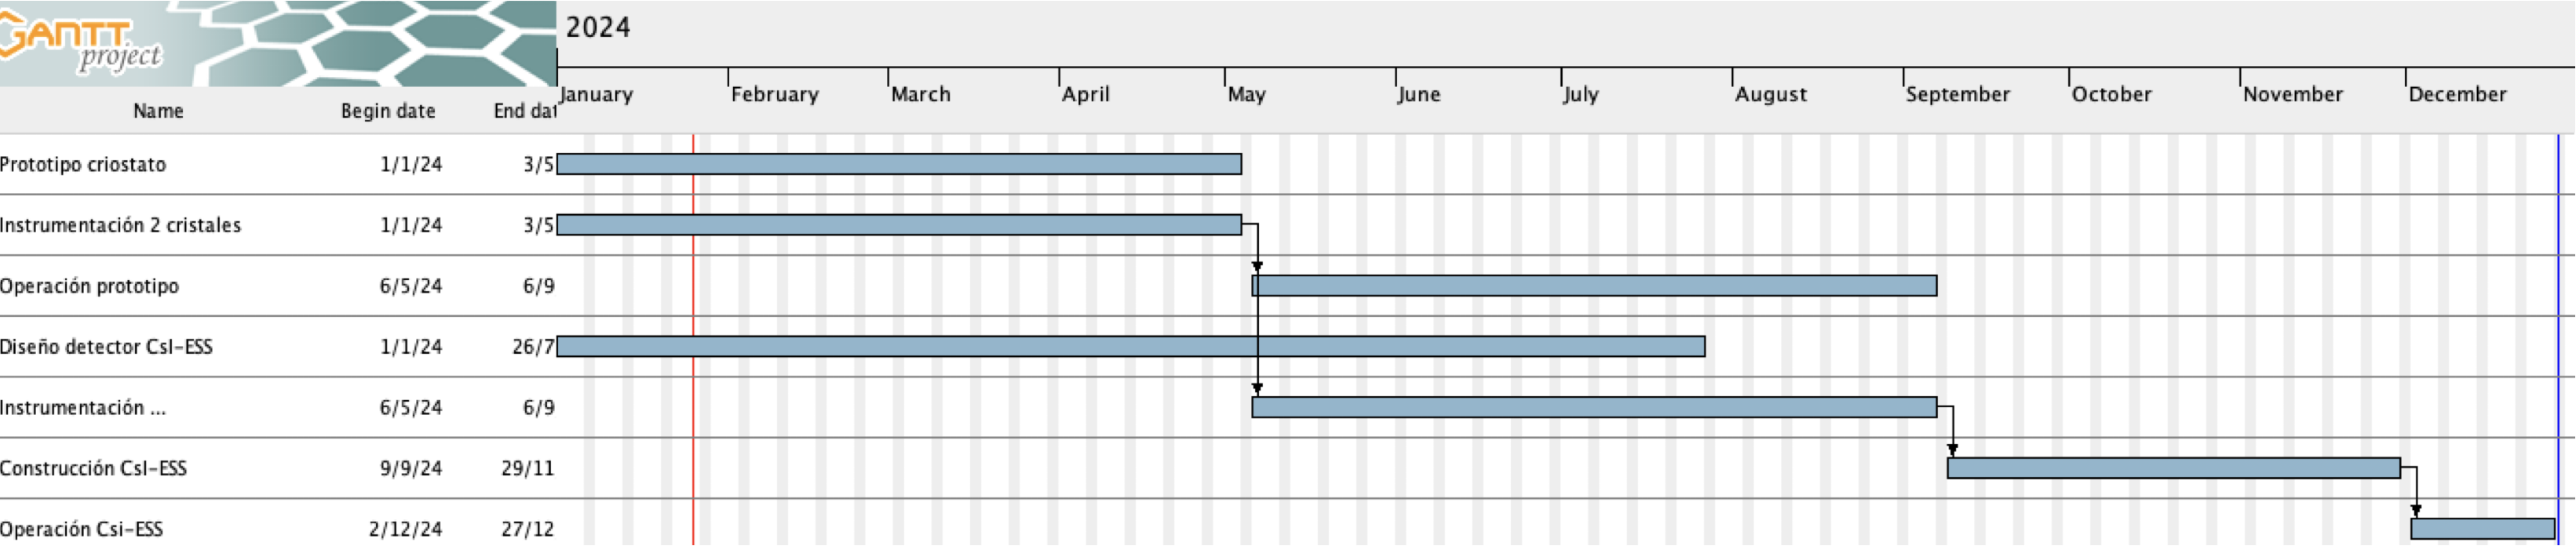 GANTT
project
2024
January February March April May June July August September October November December
Name Begin date End dat
Prototipo criostato 1/1/24 3/5
Instrumentación 2 cristales 1/1/24 3/5
Operación prototipo 6/5/24 6/9
Diseño detector CsI-ESS 1/1/24 26/7
Instrumentación ... 6/5/24 6/9
Construcción CsI-ESS 9/9/24 29/11
Operación Csi-ESS 2/12/24 27/12